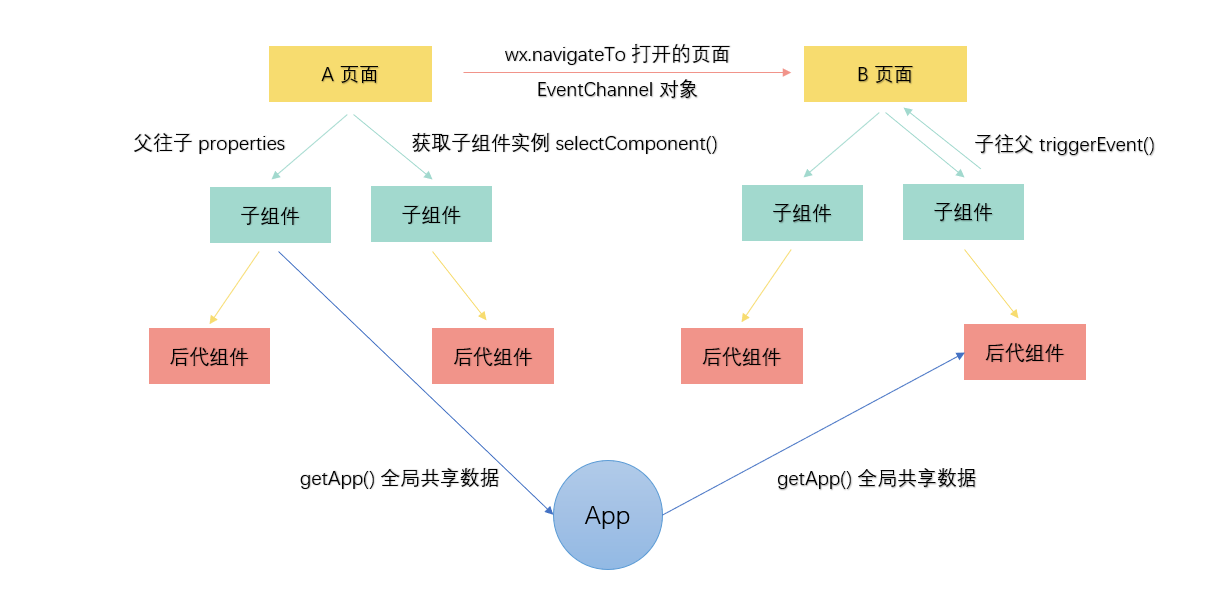 wx.navigateTo 打开的页面
A 页面
B 页面
EventChannel 对象
父往子 properties
获取子组件实例 selectComponent()
子往父 triggerEvent()
子组件
子组件
子组件
子组件
后代组件
后代组件
后代组件
后代组件
getApp() 全局共享数据
getApp() 全局共享数据
App